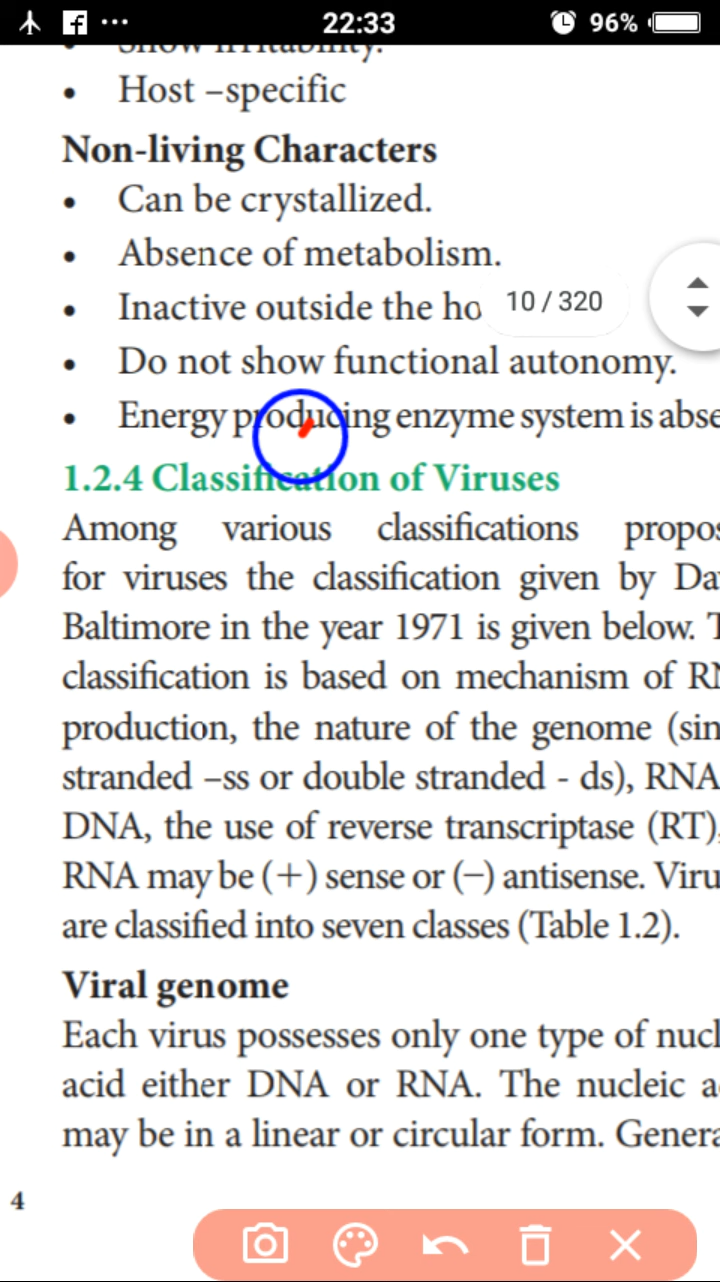 22:33 96%
Show irritability.
• Host –specific
Non-living Characters
• Can be crystallized.
• Absence of metabolism.
• Inactive outside the ho
10 / 320
• Do not show functional autonomy.
• Energy producing enzyme system is abse
1.2.4 Classification of Viruses
Among various classifications propos
for viruses the classification given by Da
Baltimore in the year 1971 is given below. T
classification is based on mechanism of RN
production, the nature of the genome (sin
stranded –ss or double stranded - ds), RNA
DNA, the use of reverse transcriptase (RT),
RNA may be (+) sense or (−) antisense. Viru
are classified into seven classes (Table 1.2).
Viral genome
Each virus possesses only one type of nucl
acid either DNA or RNA. The nucleic a
may be in a linear or circular form. Genera
4